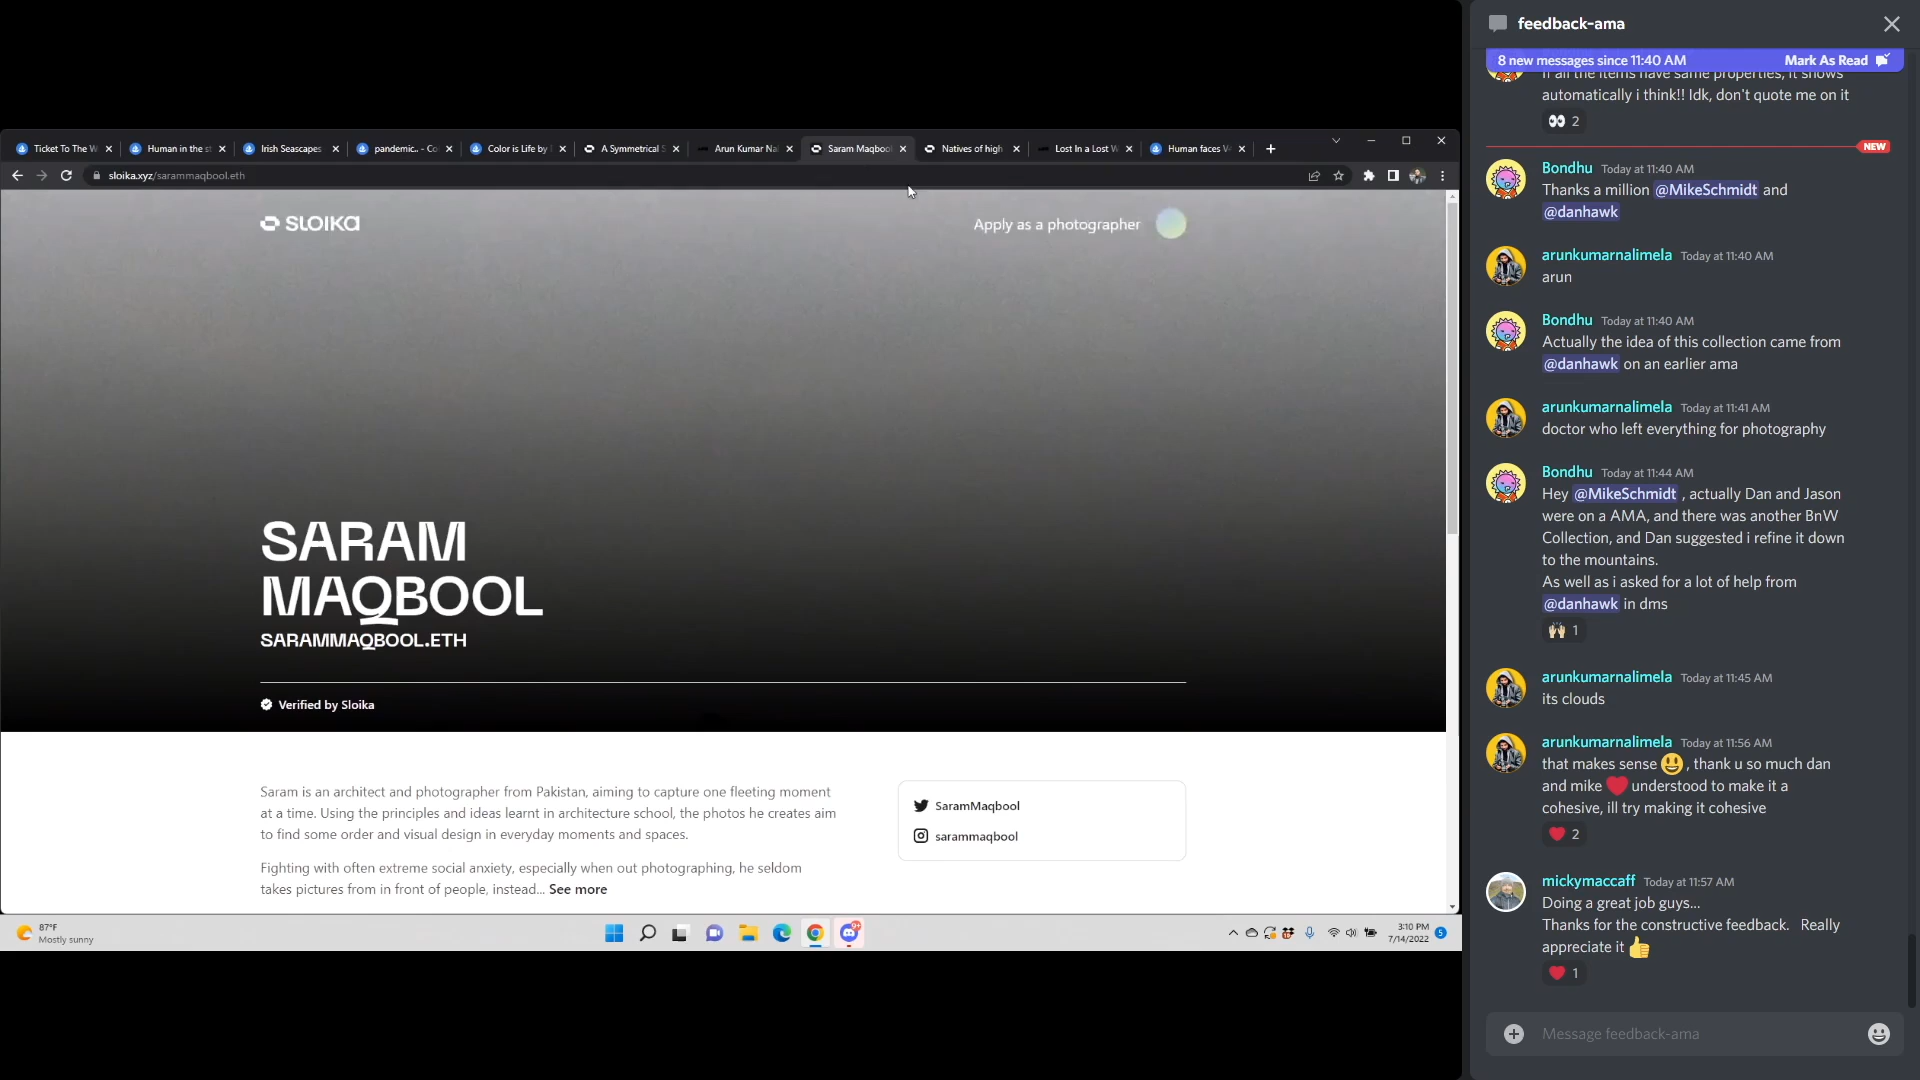 Ticket To The W
Human in the st
Irish Seascapes
pandemic.. - Co
Color is Life by
A Symmetrical S
Arun Kumar Na
Saram Maqboo
Natives of high
Lost In a Lost W
Human faces V
sloika.xyz/sarammaqbool.eth
SLOIKA
Apply as a photographer
SARAM
MAQBOOL
SARAMMAQBOOL.ETH
Verified by Sloika
Saram is an architect and photographer from Pakistan, aiming to capture one fleeting moment
at a time. Using the principles and ideas learnt in architecture school, the photos he creates aim
to find some order and visual design in everyday moments and spaces.
Fighting with often extreme social anxiety, especially when out photographing, he seldom
takes pictures from in front of people, instead... See more
SaramMaqbool
sarammaqbool
87°F
Mostly sunny
3:10 PM
7/14/2022
5
feedback-ama
8 new messages since 11:40 AM Mark As Read
If all the items have same properties, it shows
automatically i think!! Idk, don't quote me on it
2
NEW
Bondhu Today at 11:40 AM
Thanks a million @MikeSchmidt and
@danhawk
arunkumarnalimela Today at 11:40 AM
arun
Bondhu Today at 11:40 AM
Actually the idea of this collection came from
@danhawk on an earlier ama
arunkumarnalimela Today at 11:41 AM
doctor who left everything for photography
Bondhu Today at 11:44 AM
Hey @MikeSchmidt , actually Dan and Jason
were on a AMA, and there was another BnW
Collection, and Dan suggested i refine it down
to the mountains.
As well as i asked for a lot of help from
@danhawk in dms
1
arunkumarnalimela Today at 11:45 AM
its clouds
arunkumarnalimela Today at 11:56 AM
that makes sense 😃 , thank u so much dan
and mike ❤️ understood to make it a
cohesive, ill try making it cohesive
2
mickymaccaff Today at 11:57 AM
Doing a great job guys...
Thanks for the constructive feedback. Really
appreciate it 👍
1
Message feedback-ama